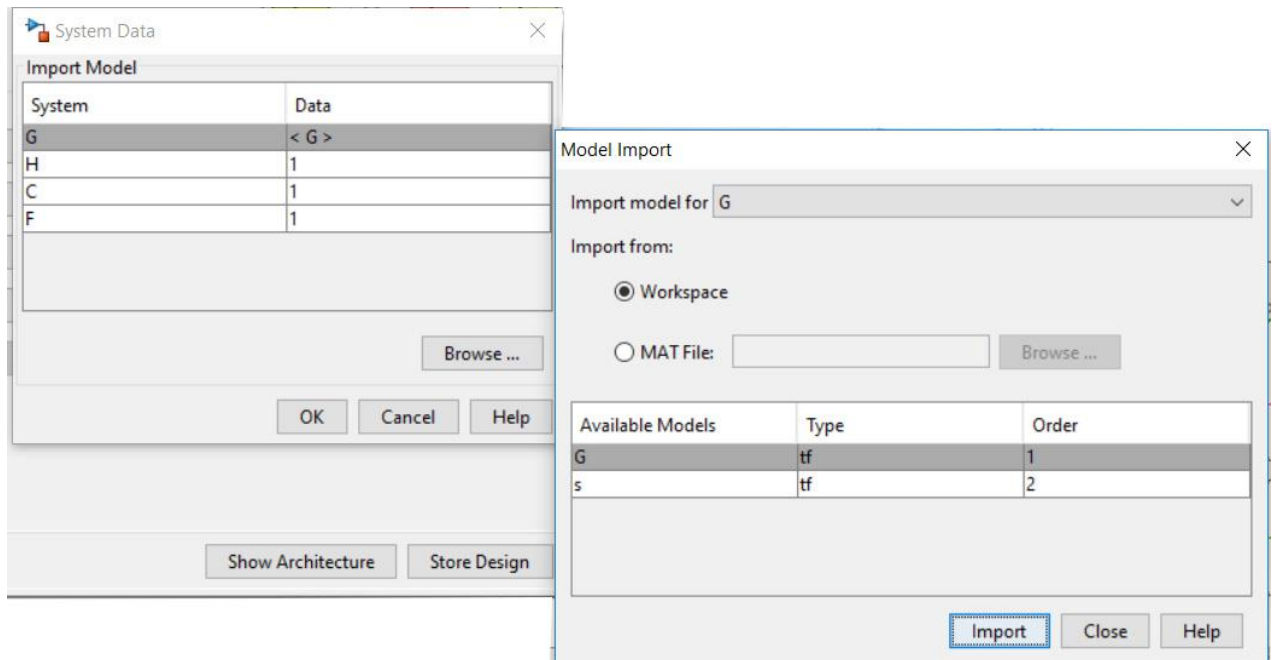 System Data
Import Model
System Data
G < G >
H 1
C 1
F 1
Browse ...
OK Cancel Help
Show Architecture Store Design
Model Import
Import model for G
Import from:
Workspace
MAT File: Browse ...
Available Models Type Order
G tf 1
s tf 2
Import Close Help